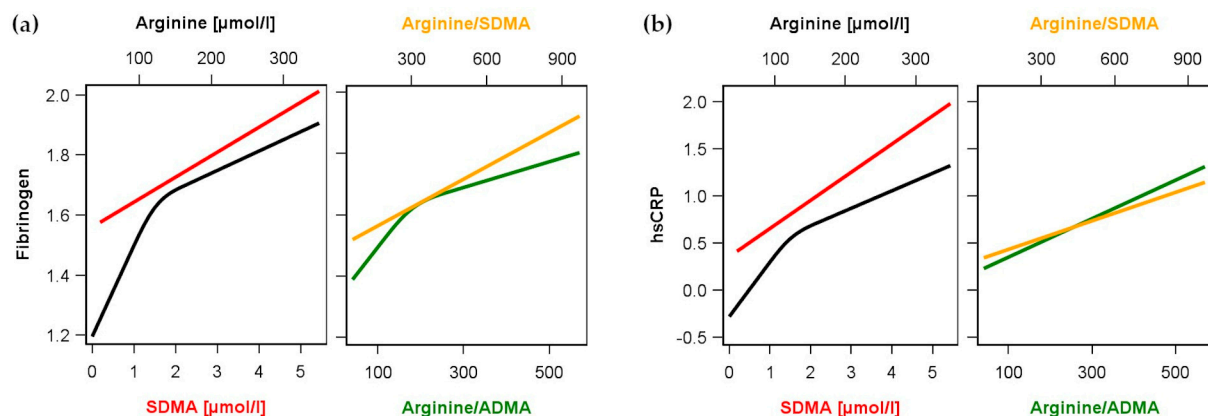 (a)
Arginine [µmol/l]
Arginine/SDMA
100 200 300
300 600 900
Fibrinogen
2.0
1.8
1.6
1.4
1.2
0 1 2 3 4 5
100 300 500
SDMA [µmol/l]
Arginine/ADMA
(b)
Arginine [µmol/l]
Arginine/SDMA
100 200 300
300 600 900
hsCRP
2.0
1.5
1.0
0.5
0.0
-0.5
0 1 2 3 4 5
100 300 500
SDMA [µmol/l]
Arginine/ADMA